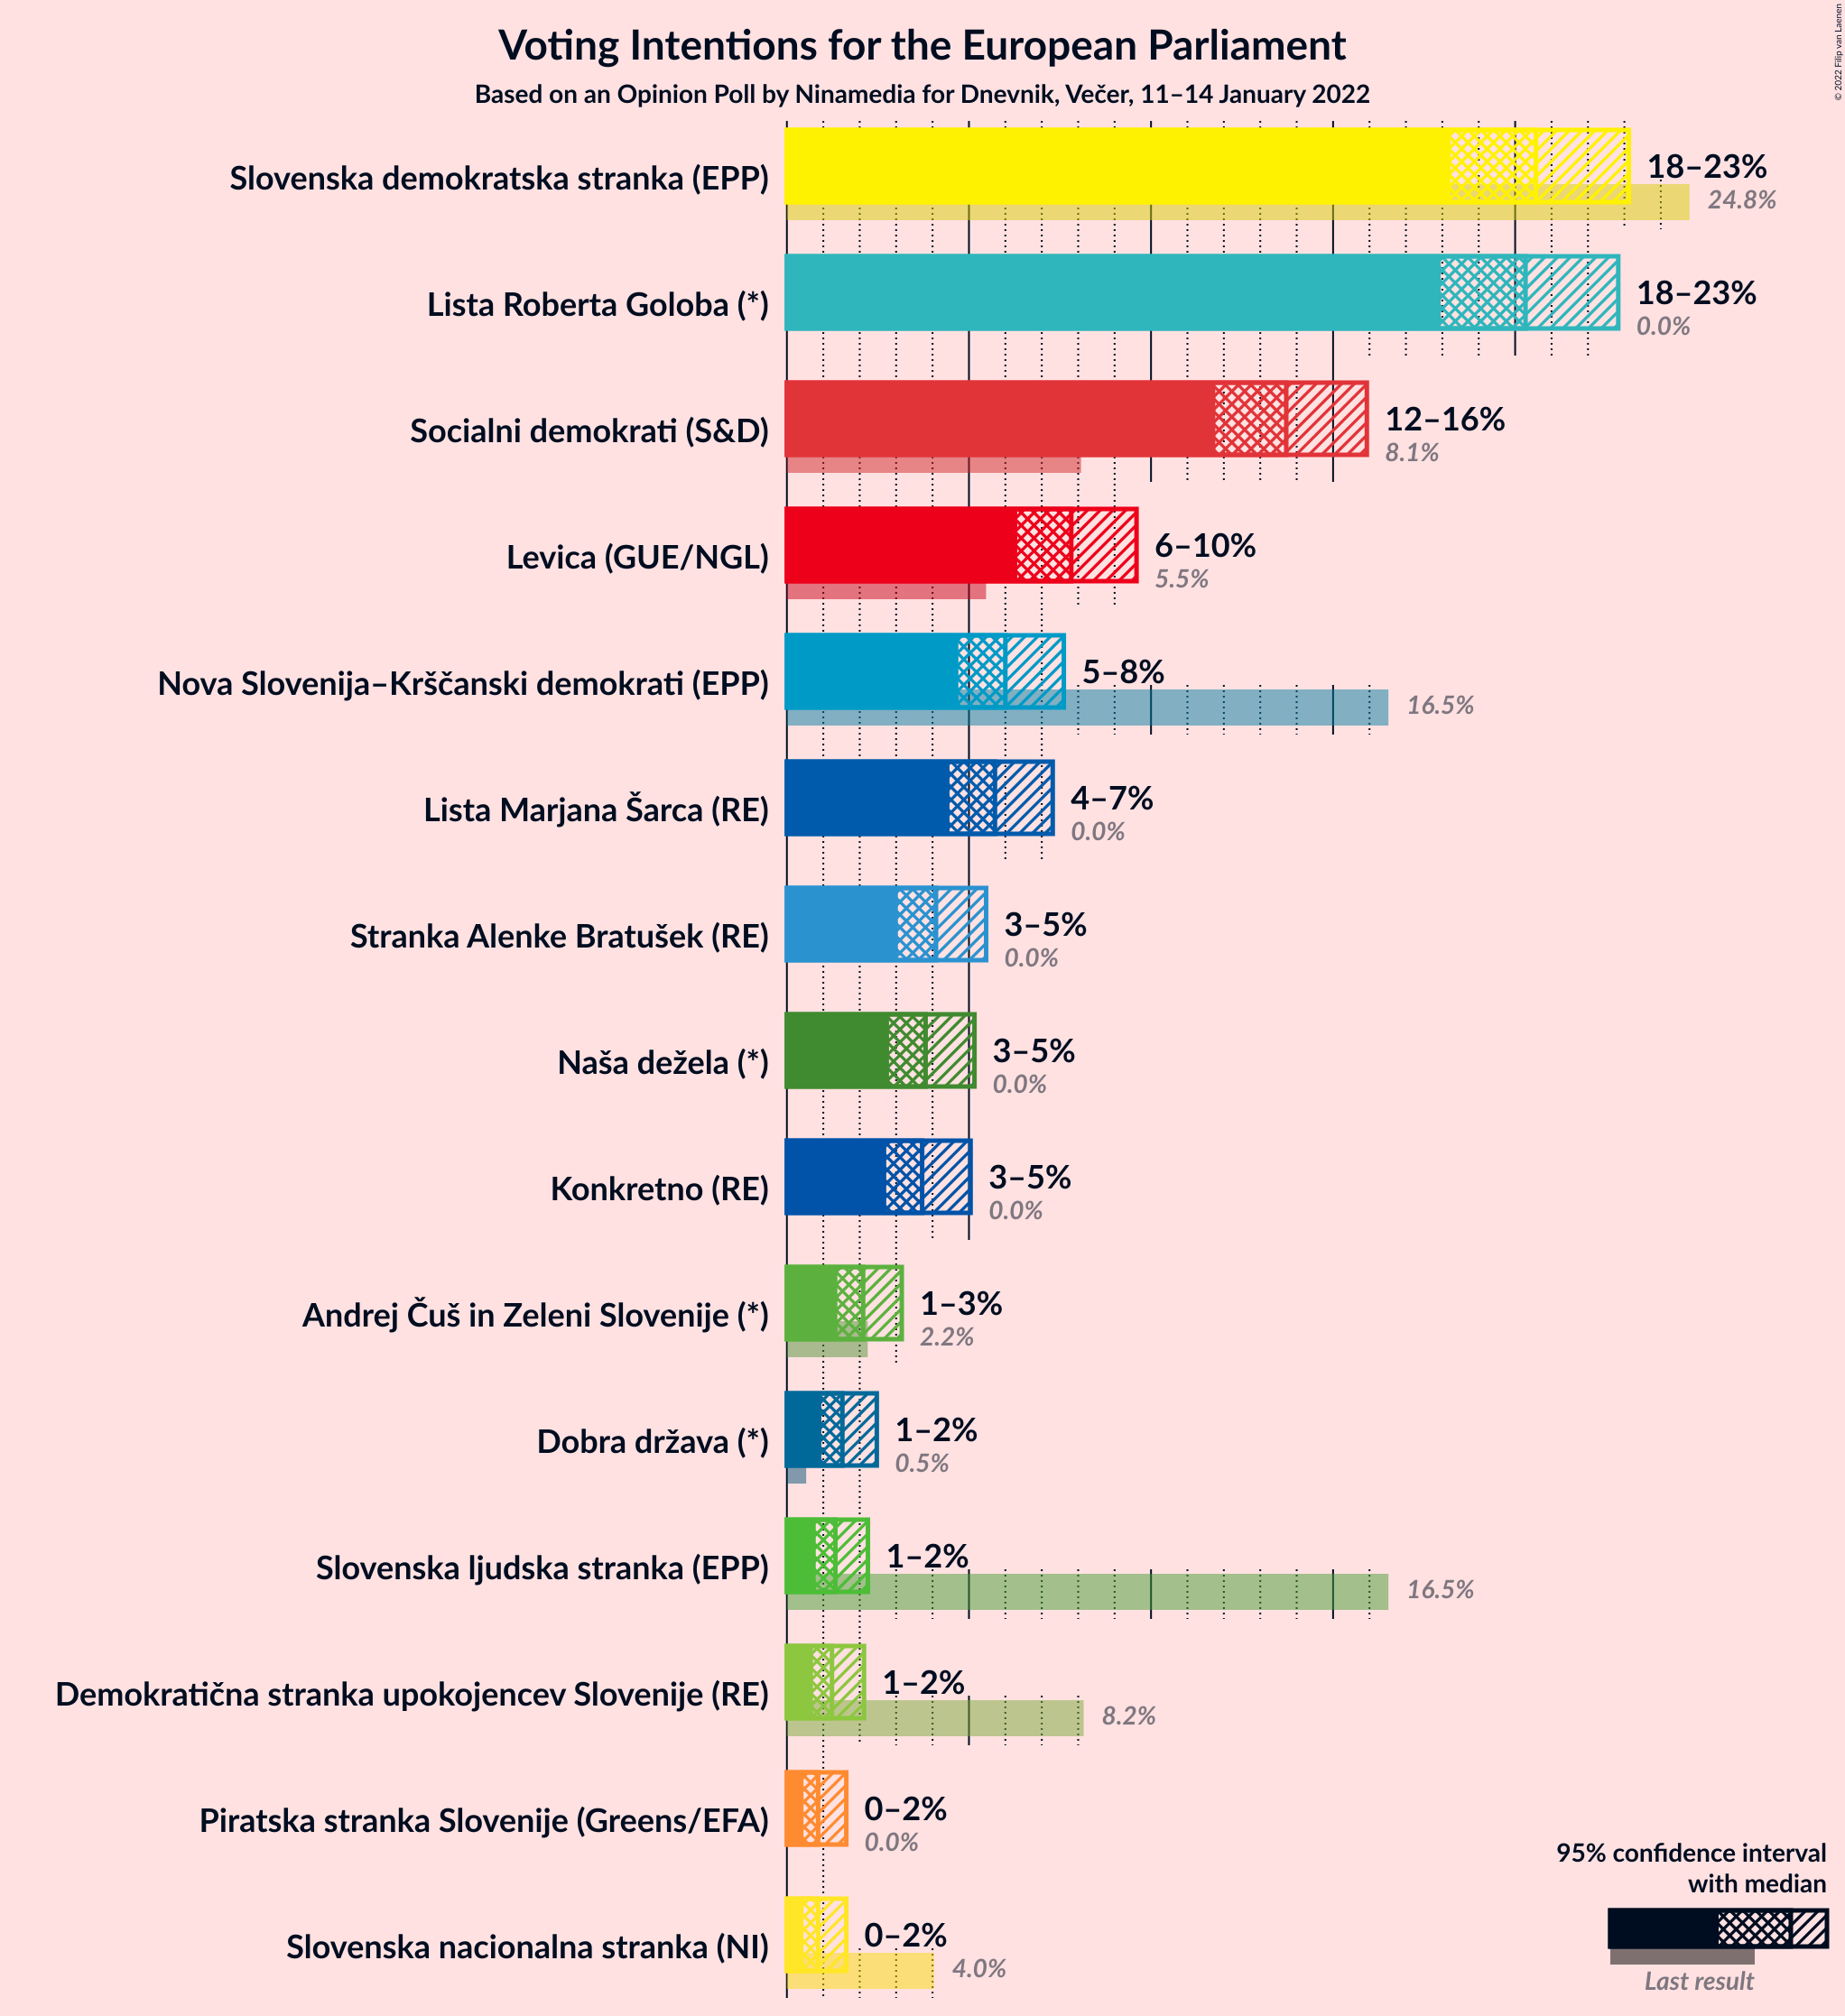 Voting Intentions for the European Parliament
Based on an Opinion Poll by Ninamedia for Dnevnik, Večer, 11–14 January 2022
© 2022 Filip van Laenen
Slovenska demokratska stranka (EPP)
18–23%
24.8%
Lista Roberta Goloba (*)
18–23%
0.0%
Socialni demokrati (S&D)
12–16%
8.1%
Levica (GUE/NGL)
6–10%
5.5%
Nova Slovenija–Krščanski demokrati (EPP)
5–8%
16.5%
Lista Marjana Šarca (RE)
4–7%
0.0%
Stranka Alenke Bratušek (RE)
3–5%
0.0%
Naša dežela (*)
3–5%
0.0%
Konkretno (RE)
3–5%
0.0%
Andrej Čuš in Zeleni Slovenije (*)
1–3%
2.2%
Dobra država (*)
1–2%
0.5%
Slovenska ljudska stranka (EPP)
1–2%
16.5%
Demokratična stranka upokojencev Slovenije (RE)
1–2%
8.2%
Piratska stranka Slovenije (Greens/EFA)
0–2%
0.0%
Slovenska nacionalna stranka (NI)
0–2%
4.0%
95% confidence interval
with median
Last result